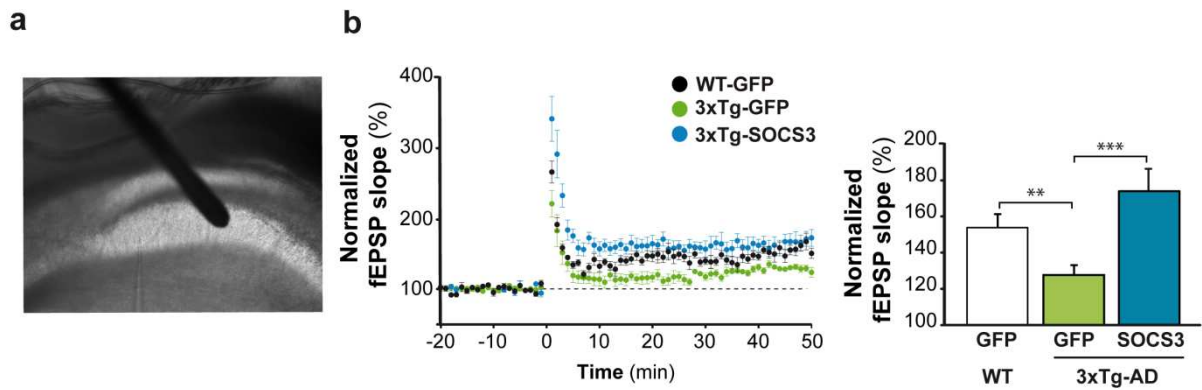 a
b
Normalized
fEPSP slope (%)
400
300
200
100
-20
-10
0
10
20
30
40
50
Time (min)
WT-GFP
3xTg-GFP
3xTg-SOCS3
Normalized
fEPSP slope (%)
200
180
160
140
120
100
**
***
GFP
GFP
SOCS3
WT
3xTg-AD